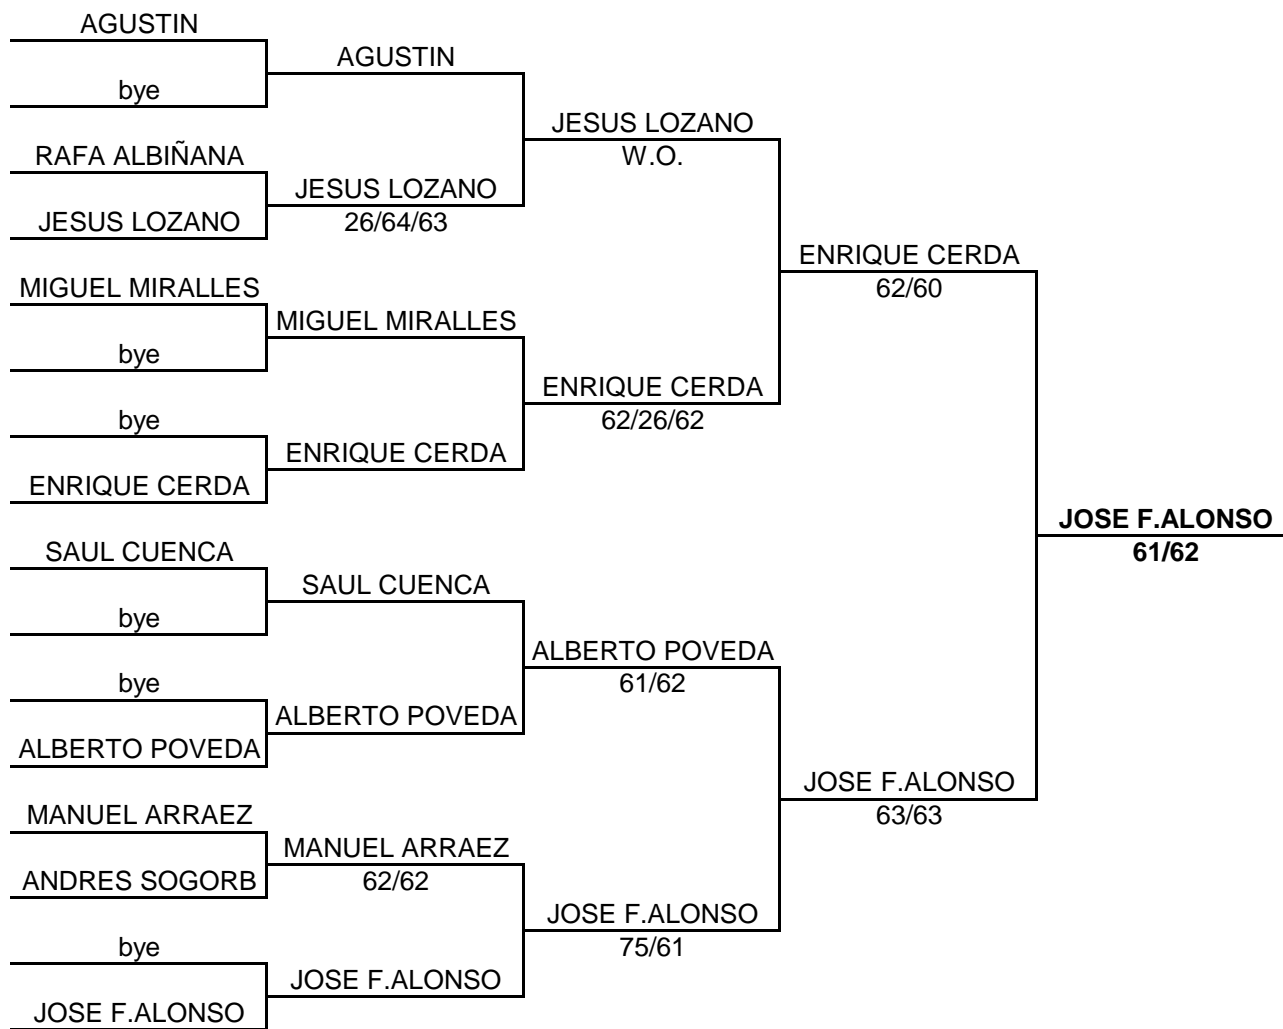 AGUSTIN
AGUSTIN
bye
JESUS LOZANO
W.O.
RAFA ALBIÑANA
JESUS LOZANO
26/64/63
JESUS LOZANO
ENRIQUE CERDA
62/60
MIGUEL MIRALLES
MIGUEL MIRALLES
bye
ENRIQUE CERDA
62/26/62
bye
ENRIQUE CERDA
ENRIQUE CERDA
JOSE F.ALONSO
61/62
SAUL CUENCA
SAUL CUENCA
bye
ALBERTO POVEDA
61/62
bye
ALBERTO POVEDA
ALBERTO POVEDA
JOSE F.ALONSO
63/63
MANUEL ARRAEZ
MANUEL ARRAEZ
62/62
ANDRES SOGORB
JOSE F.ALONSO
75/61
bye
JOSE F.ALONSO
JOSE F.ALONSO